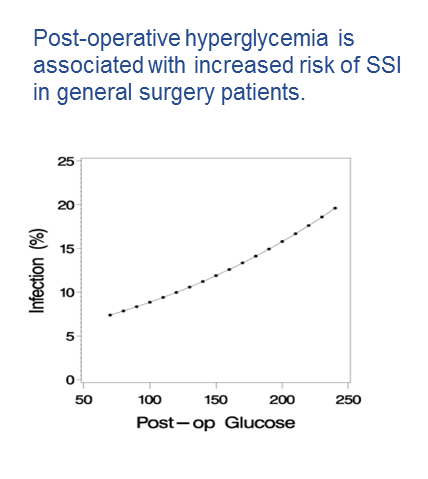 Post-operative hyperglycemia is
associated with increased risk of SSI
in general surgery patients.
25
20
15
10
5
0
Infection (%)
50 100 150 200 250
Post-op Glucose